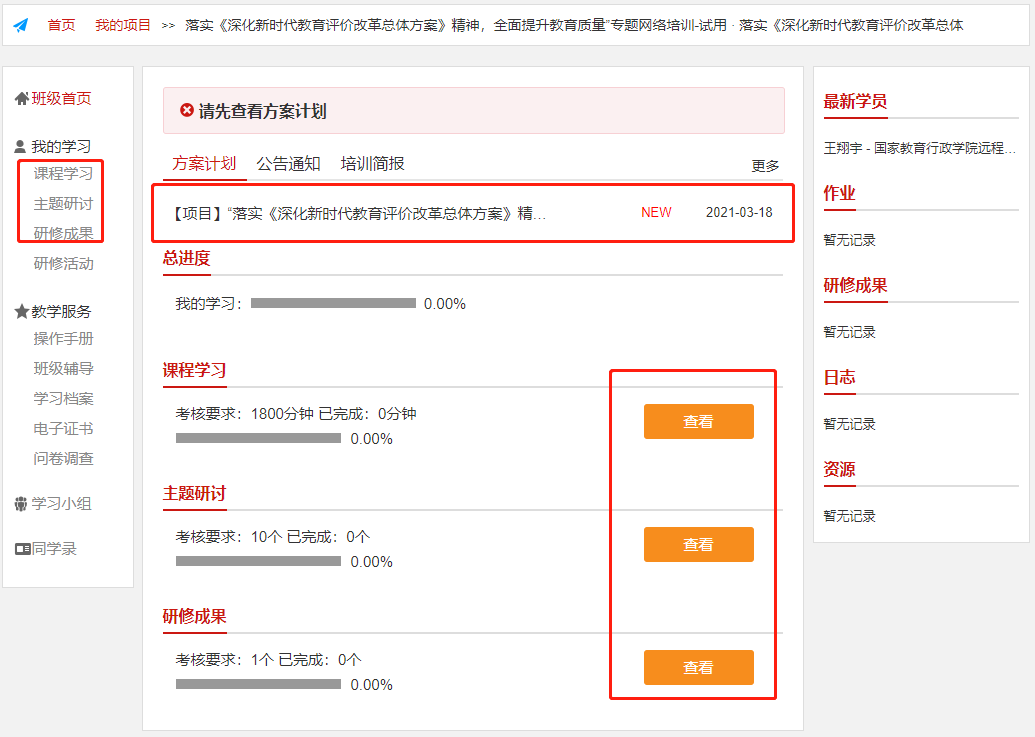 首页 我的项目 >> 落实《深化新时代教育评价改革总体方案》精神，全面提升教育质量”专题网络培训-试用 · 落实《深化新时代教育评价改革总体
班级首页
我的学习
课程学习
主题研讨
研修成果
研修活动
教学服务
操作手册
班级辅导
学习档案
电子证书
问卷调查
学习小组
同学录
请先查看方案计划
方案计划 公告通知 培训简报 更多
【项目】“落实《深化新时代教育评价改革总体方案》精… NEW 2021-03-18
总进度
我的学习： 0.00%
课程学习
考核要求：1800分钟 已完成：0分钟
0.00%
查看
主题研讨
考核要求：10个 已完成：0个
0.00%
查看
研修成果
考核要求：1个 已完成：0个
0.00%
查看
最新学员
王翔宇 - 国家教育行政学院远程...
作业
暂无记录
研修成果
暂无记录
日志
暂无记录
资源
暂无记录